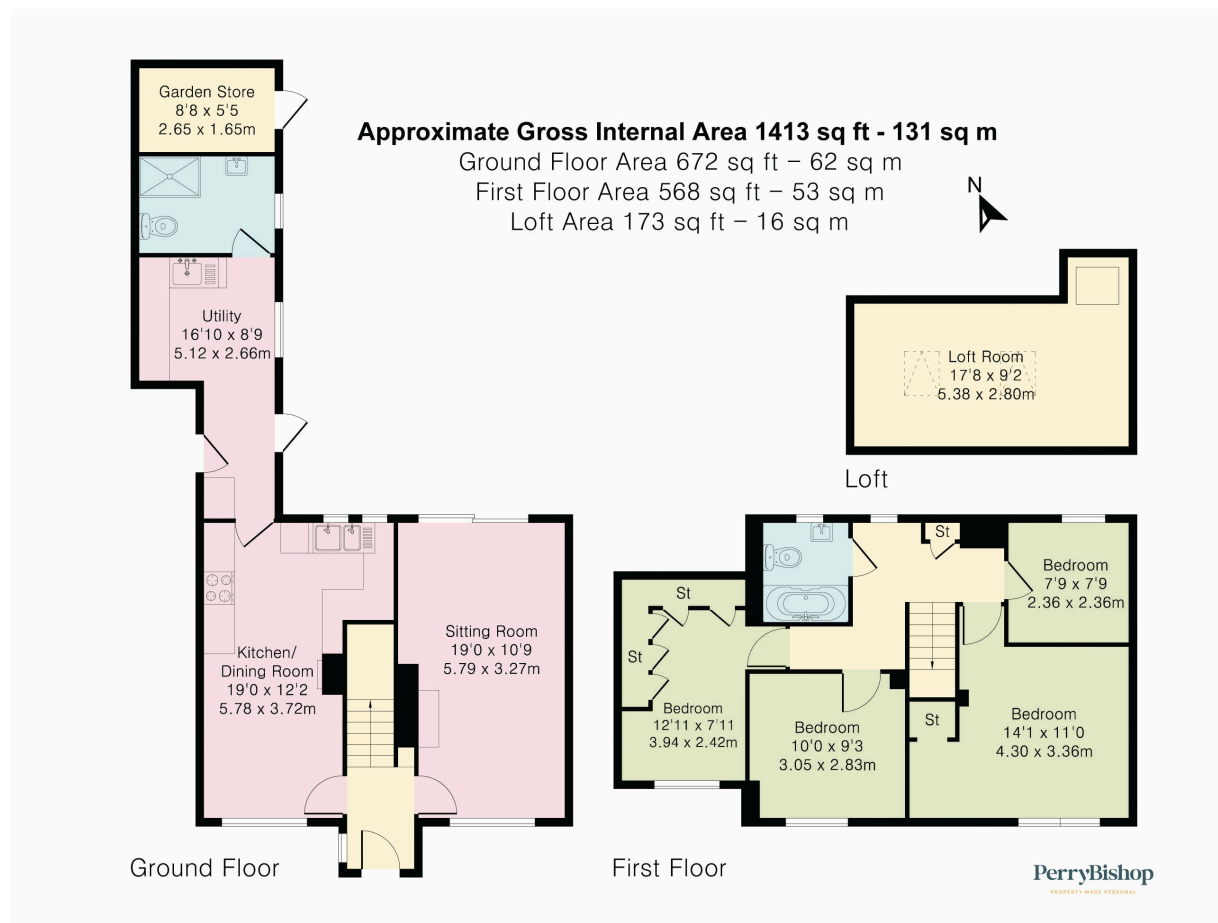 Garden Store
8'8 x 5'5
2.65 x 1.65m
Approximate Gross Internal Area 1413 sq ft - 131 sq m
Ground Floor Area 672 sq ft – 62 sq m
First Floor Area 568 sq ft – 53 sq m
Loft Area 173 sq ft – 16 sq m
N
Utility
16'10 x 8'9
5.12 x 2.66m
Loft Room
17'8 x 9'2
5.38 x 2.80m
Loft
Kitchen/
Dining Room
19'0 x 12'2
5.78 x 3.72m
Sitting Room
19'0 x 10'9
5.79 x 3.27m
Ground Floor
St
Bedroom
7'9 x 7'9
2.36 x 2.36m
St
St
Bedroom
12'11 x 7'11
3.94 x 2.42m
Bedroom
10'0 x 9'3
3.05 x 2.83m
St
Bedroom
14'1 x 11'0
4.30 x 3.36m
First Floor
PerryBishop
PROPERTY MADE PERSONAL